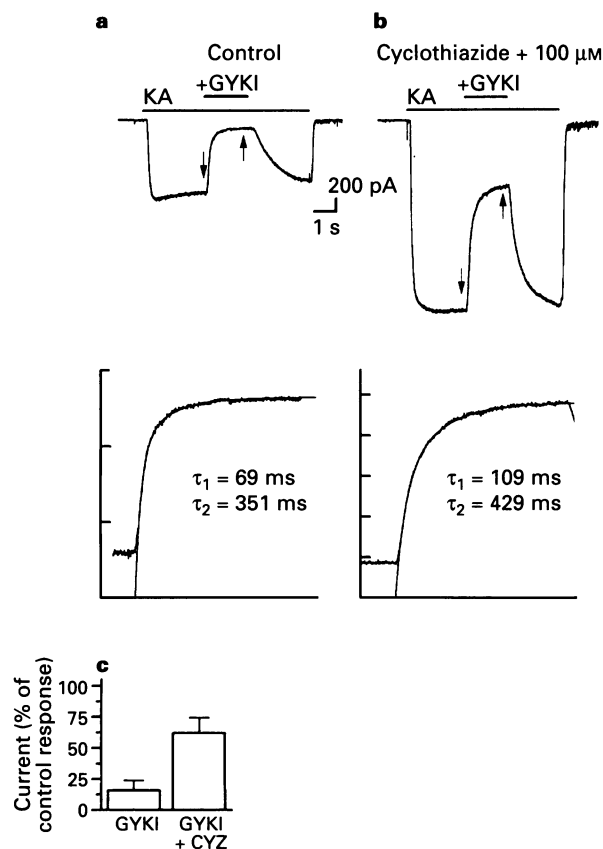 a
Control
+GYKI
KA
200 pA
1 s
b
Cyclothiazide + 100 μM
+GYKI
KA
τ1 = 69 ms
τ2 = 351 ms
τ1 = 109 ms
τ2 = 429 ms
c
Current (% of
control response)
100
75
50
25
0
GYKI
GYKI
+ CYZ